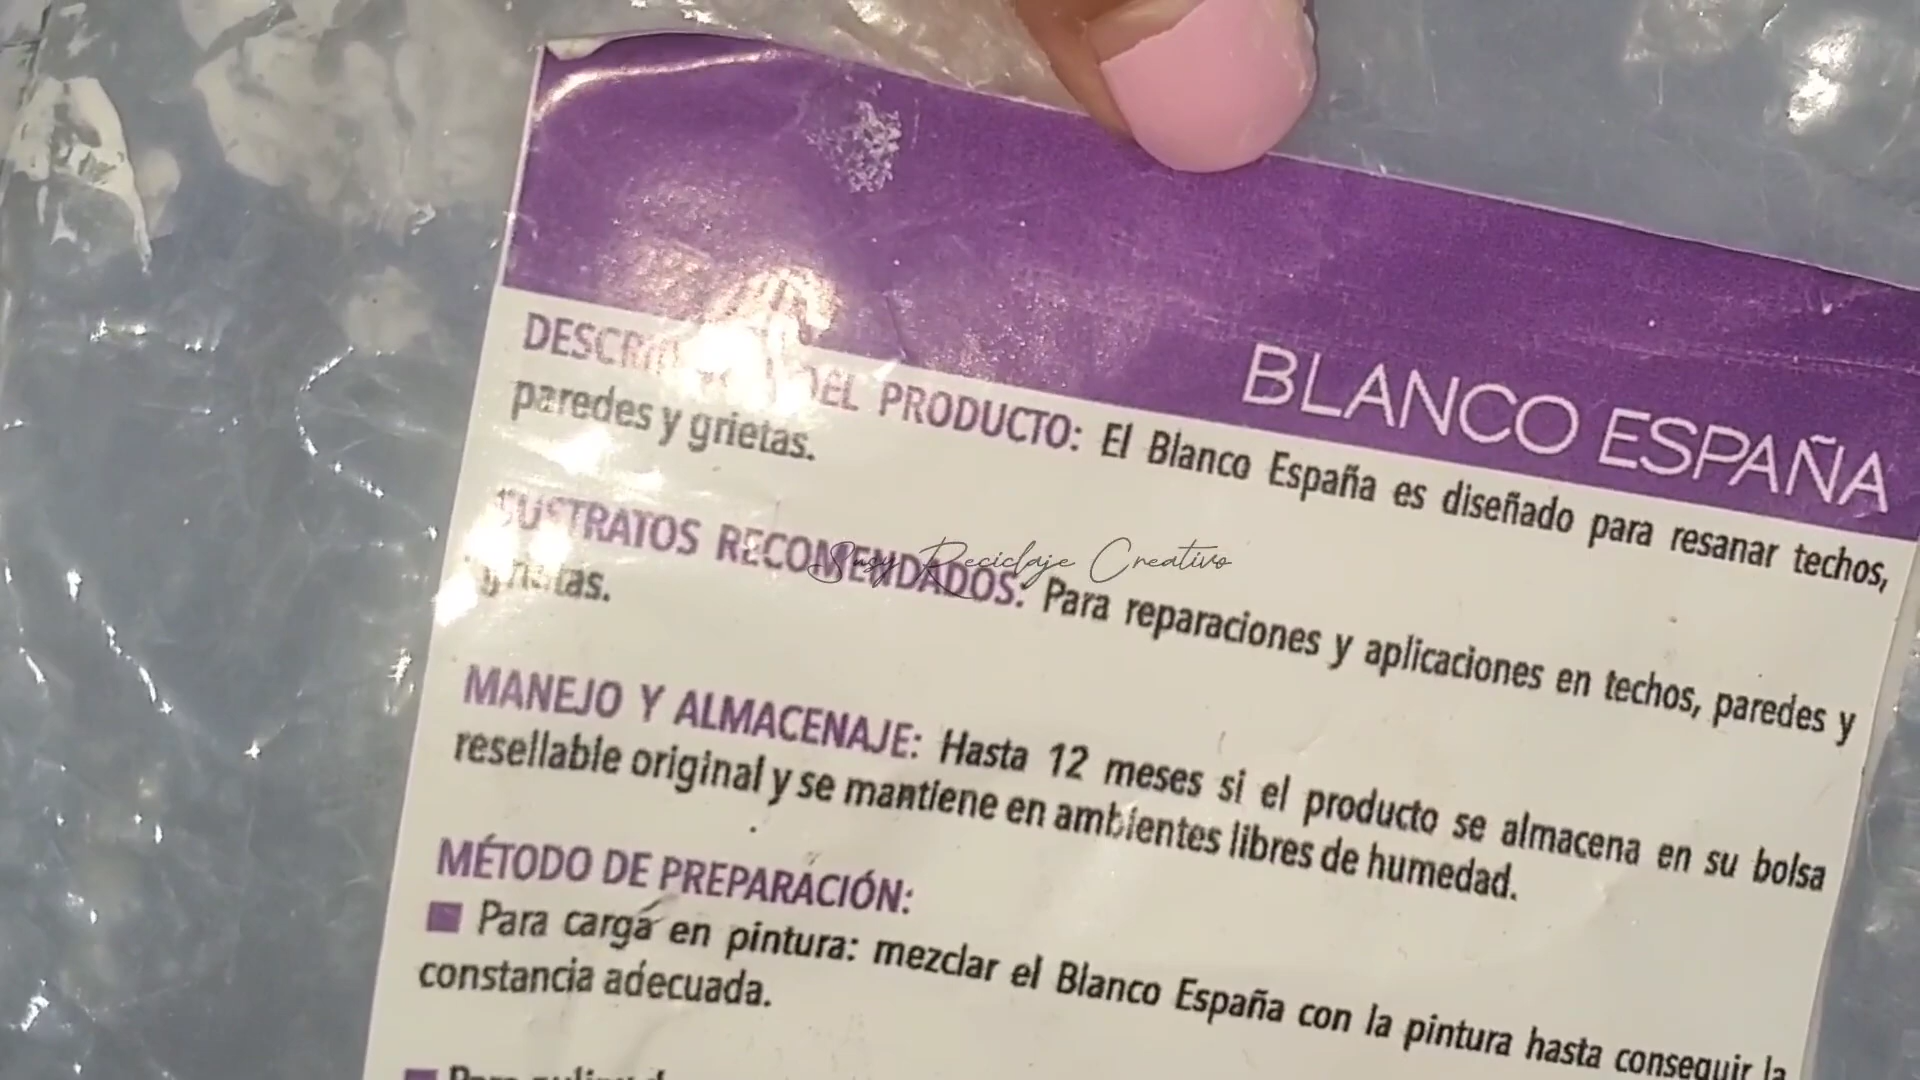 BLANCO ESPAÑA
DEL PRODUCTO: El Blanco España es diseñado para resanar techos,
paredes y grietas.
SUSTRATOS RECOMENDADOS: Para reparaciones y aplicaciones en techos, paredes y
grietas.
Susy Reciclaje Creativo
MANEJO Y ALMACENAJE: Hasta 12 meses si el producto se almacena en su bolsa
resellable original y se mantiene en ambientes libres de humedad.
MÉTODO DE PREPARACIÓN:
Para carga en pintura: mezclar el Blanco España con la pintura hasta conseguir la
constancia adecuada.